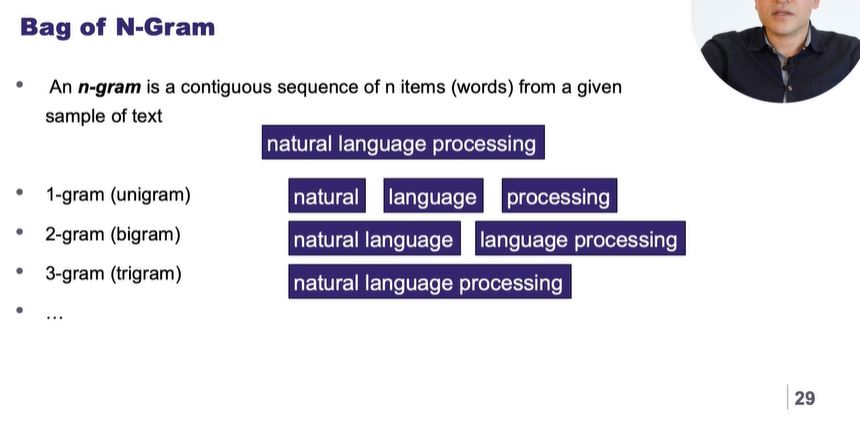 Bag of N-Gram
• An n-gram is a contiguous sequence of n items (words) from a given
sample of text
natural language processing
• 1-gram (unigram) natural language processing
• 2-gram (bigram) natural language language processing
• 3-gram (trigram) natural language processing
• …
29